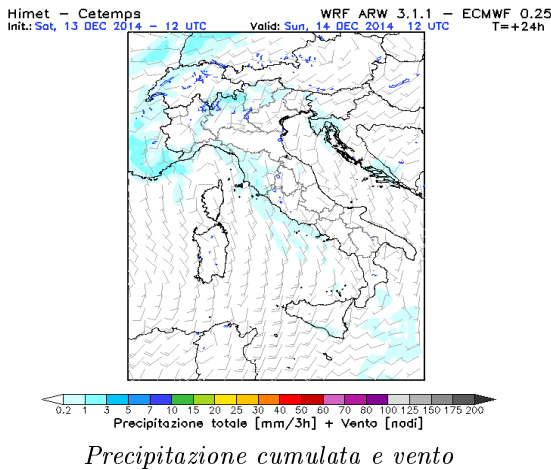 Himet – Cetemps WRF ARW 3.1.1 – ECMWF 0.25
Init.: Sat, 13 DEC 2014 – 12 UTC Valid: Sun, 14 DEC 2014 12 UTC T=+24h
0.2 1 3 5 7 10 15 20 25 30 40 50 60 70 80 100 125 150 175 200
Precipitazione totale [mm/3h] + Vento [nodi]
Precipitazione cumulata e vento